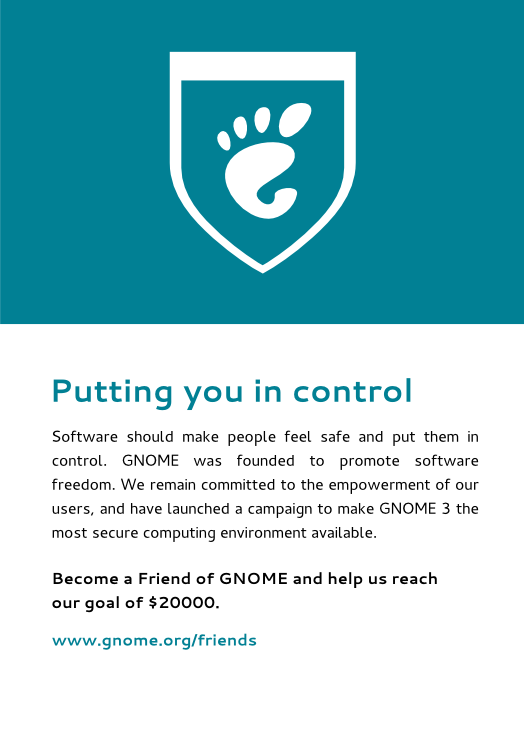 Putting you in control
Software should make people feel safe and put them in
control. GNOME was founded to promote software
freedom. We remain committed to the empowerment of our
users, and have launched a campaign to make GNOME 3 the
most secure computing environment available.
Become a Friend of GNOME and help us reach
our goal of $20000.
www.gnome.org/friends